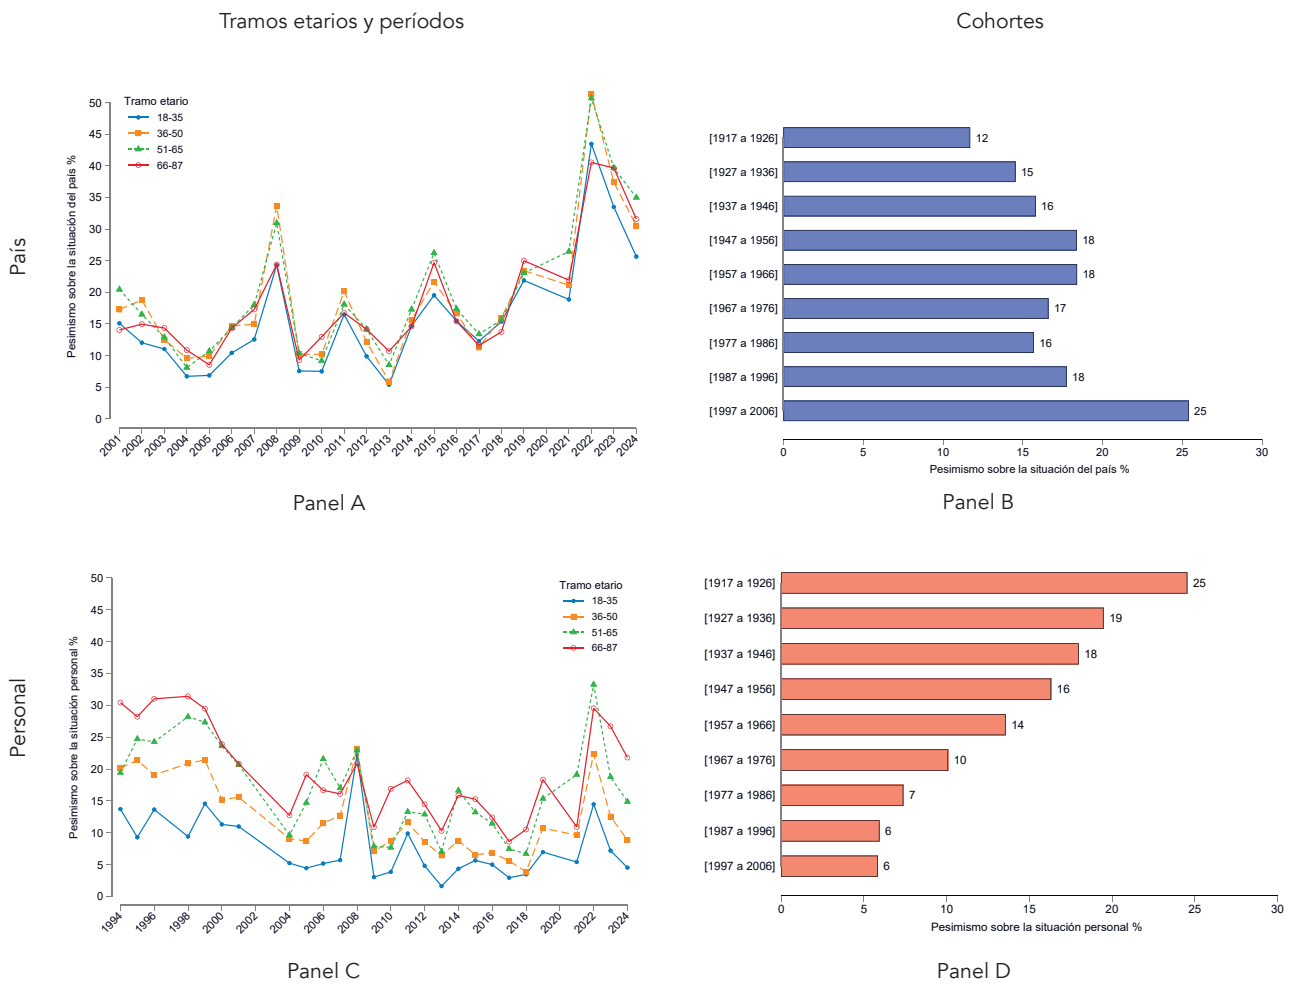 Tramos etarios y períodos
Cohortes
País
Pesimismo sobre la situación del país %
50
45
40
35
30
25
20
15
10
5
0
Tramo etario
18-35
36-50
51-65
66-87
2001
2002
2003
2004
2005
2006
2007
2008
2009
2010
2011
2012
2013
2014
2015
2016
2017
2018
2019
2020
2021
2022
2023
2024
Panel A
[1917 a 1926] 12
[1927 a 1936] 15
[1937 a 1946] 16
[1947 a 1956] 18
[1957 a 1966] 18
[1967 a 1976] 17
[1977 a 1986] 16
[1987 a 1996] 18
[1997 a 2006] 25
0 5 10 15 20 25 30
Pesimismo sobre la situación del país %
Panel B
Personal
Pesimismo sobre la situación personal %
50
45
40
35
30
25
20
15
10
5
0
Tramo etario
18-35
36-50
51-65
66-87
1994
1996
1998
2000
2002
2004
2006
2008
2010
2012
2014
2016
2018
2020
2022
2024
Panel C
[1917 a 1926] 25
[1927 a 1936] 19
[1937 a 1946] 18
[1947 a 1956] 16
[1957 a 1966] 14
[1967 a 1976] 10
[1977 a 1986] 7
[1987 a 1996] 6
[1997 a 2006] 6
0 5 10 15 20 25 30
Pesimismo sobre la situación personal %
Panel D